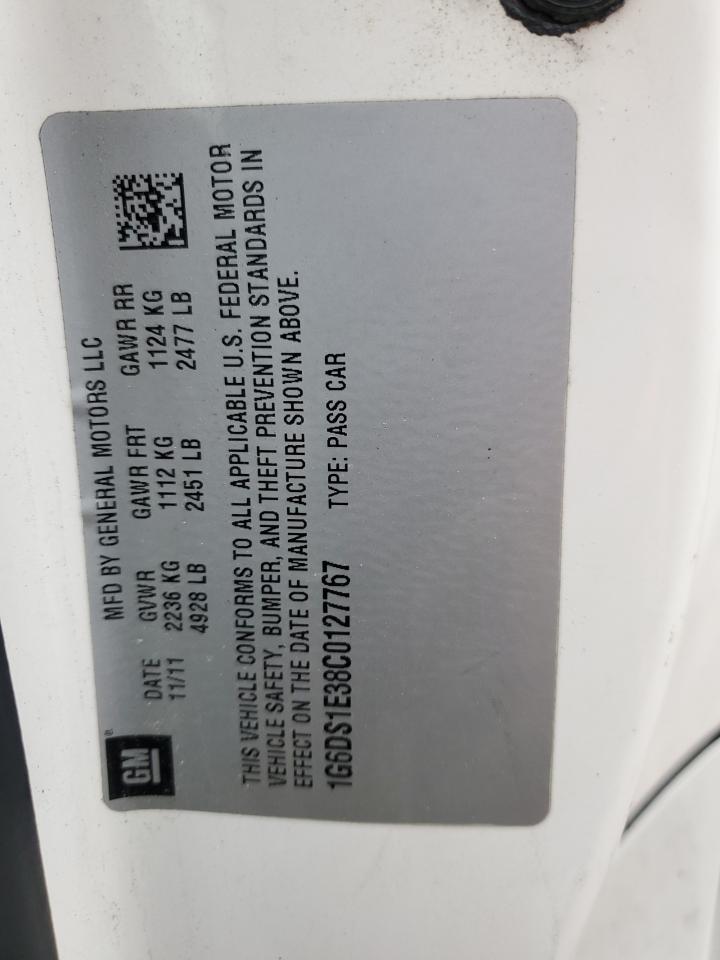 GM®
MFD BY GENERAL MOTORS LLC
DATE GVWR GAWR FRT GAWR RR
11/11 2236 KG 1112 KG 1124 KG
4928 LB 2451 LB 2477 LB
THIS VEHICLE CONFORMS TO ALL APPLICABLE U.S. FEDERAL MOTOR
VEHICLE SAFETY, BUMPER, AND THEFT PREVENTION STANDARDS IN
EFFECT ON THE DATE OF MANUFACTURE SHOWN ABOVE.
1G6DS1E38C0127767 TYPE: PASS CAR